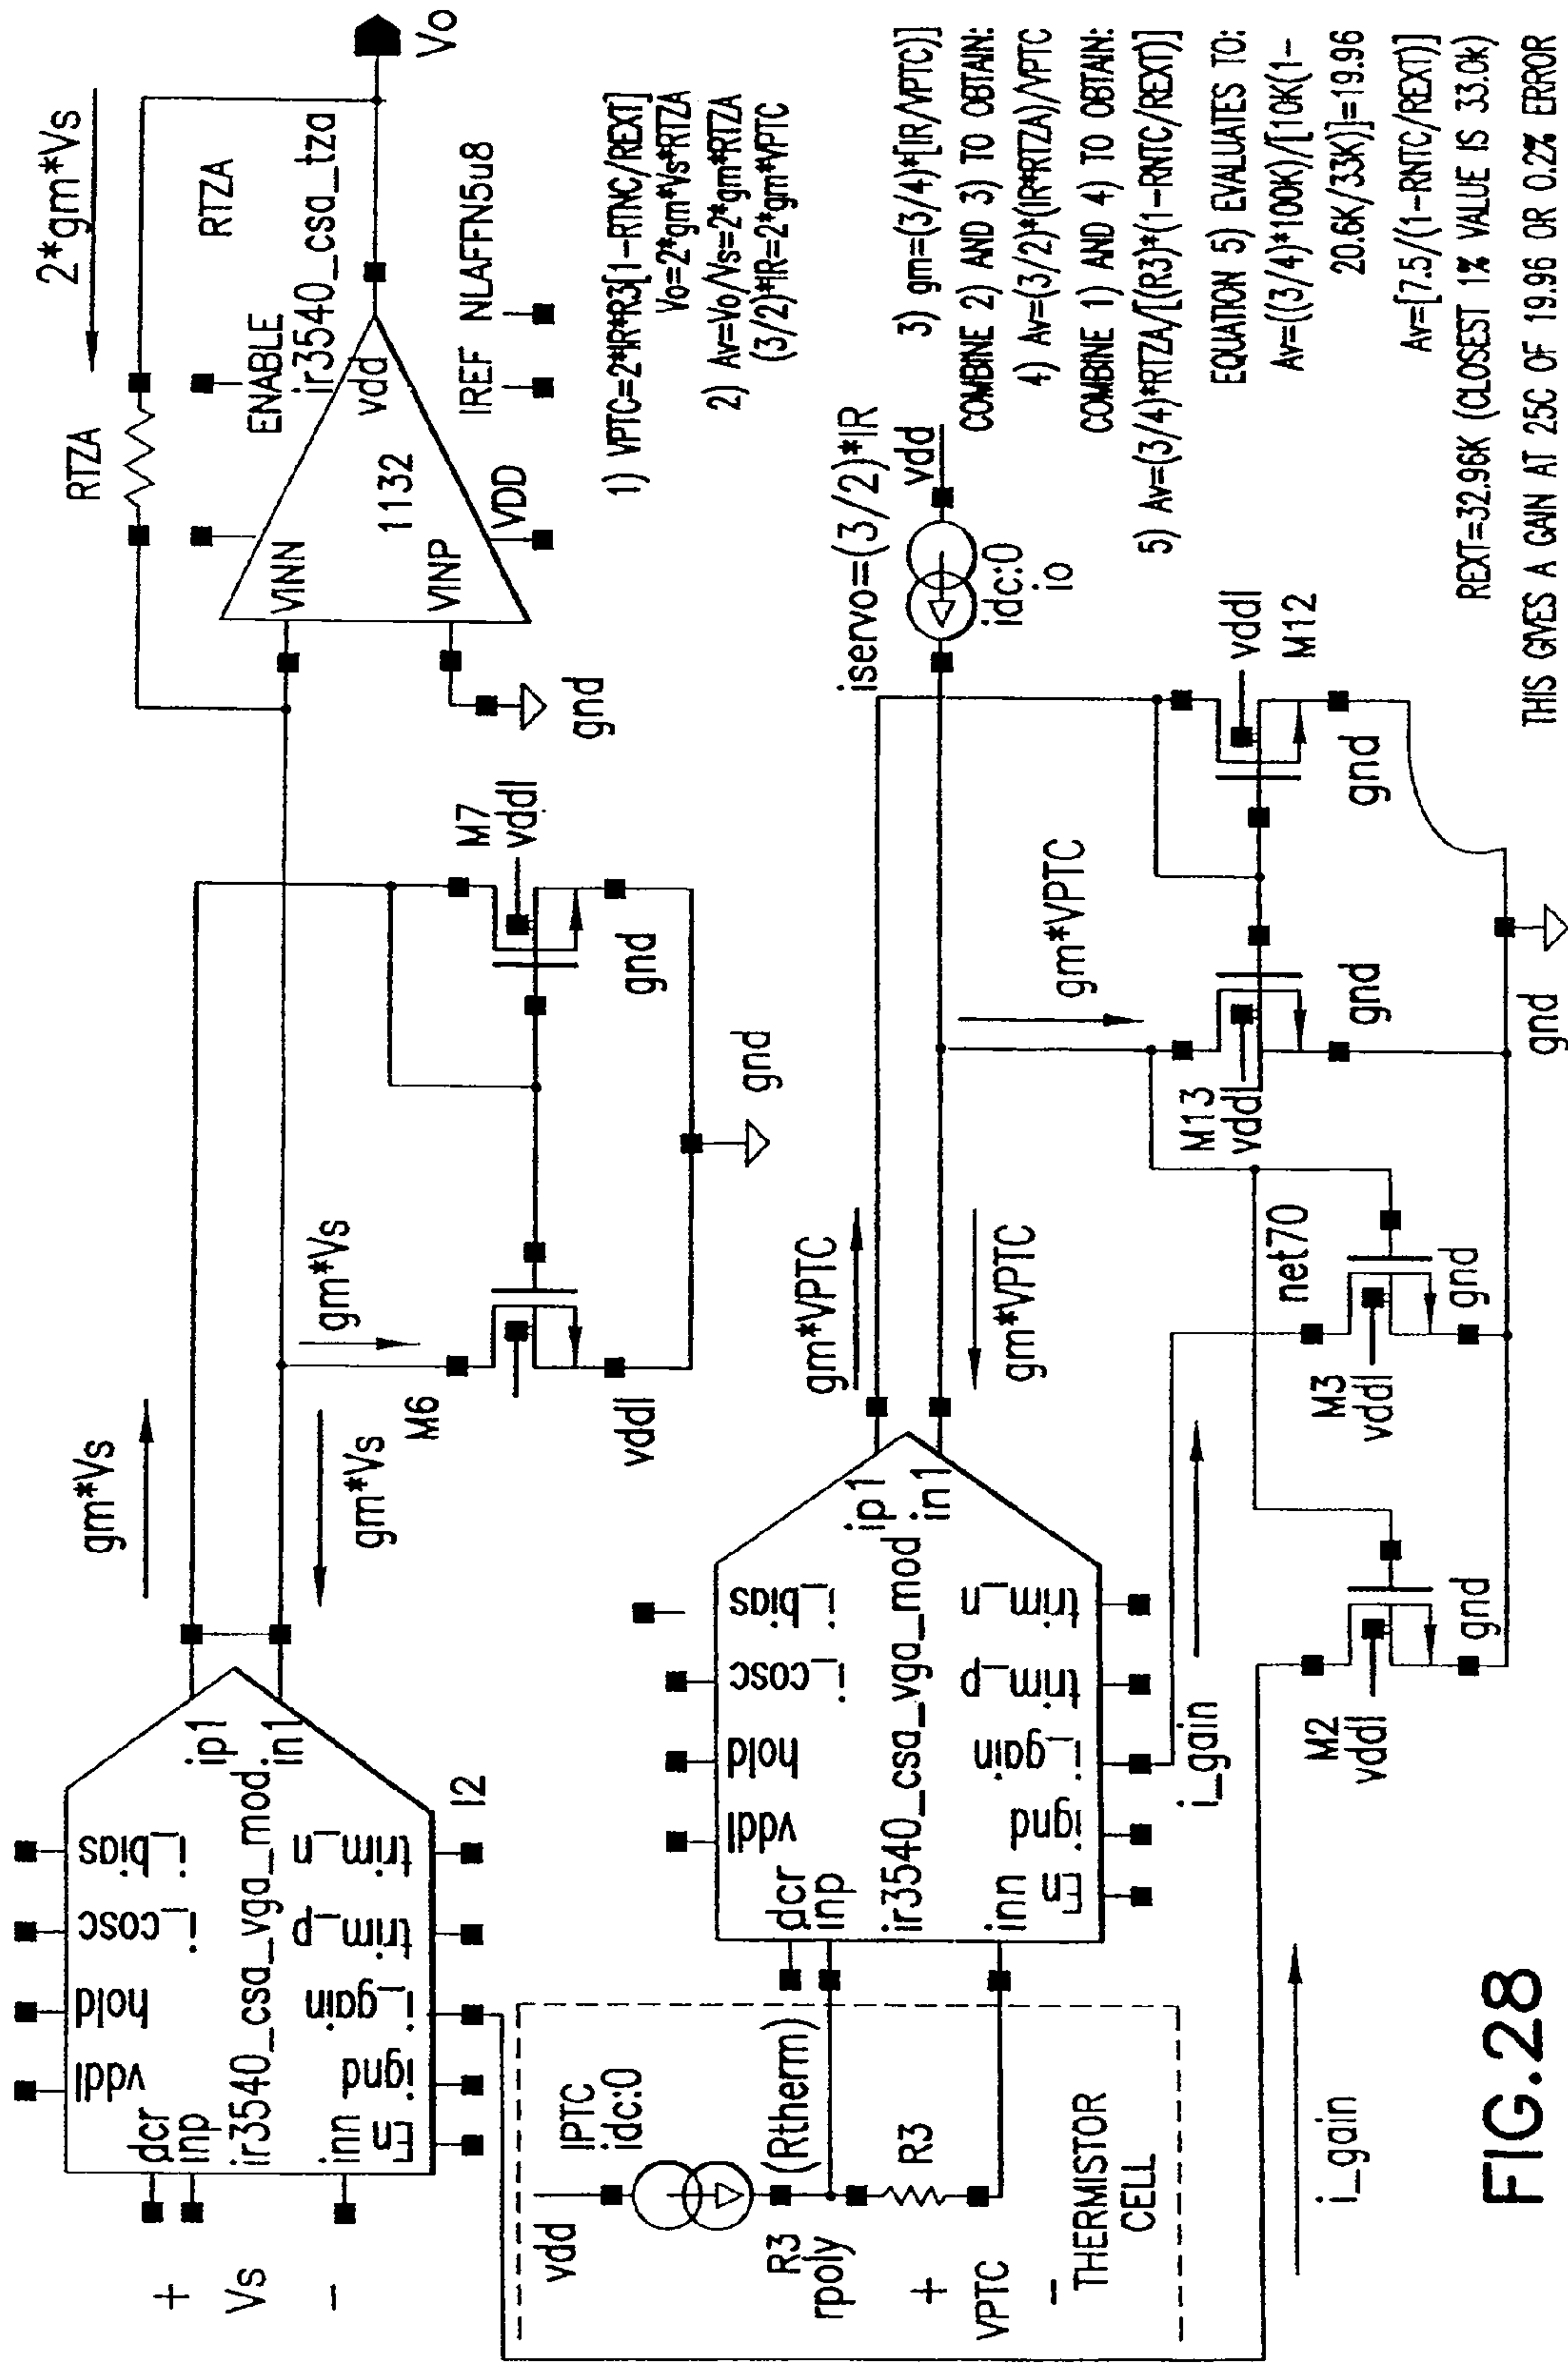 2*gm*Vs
RTZA
RTZA
ENABLE
ir3540_csa_tza
vdd
VINN
1132
VINP
VDD
IREF NLAFFN5u8
Vo
gnd
gm*Vs
gm*Vs
gm*Vs
M6
vddl
M7
vddl
gnd
gnd
+
Vs
−
dcr
inp
inn
vddl
hold
i_cosc
i_bias
ir3540_csa_vga_mod
ip1
in1
En
ignd
i_gain
trim_p
trim_n
I2
1) VPTC=2*IR*R3[1−RTNC/REXT]
Vo=2*gm*Vs*RTZA
2) Av=Vo/Vs=2*gm*RTZA
(3/2)*IR=2*gm*VPTC
3) gm=(3/4)*[IR/VPTC)]
COMBINE 2) AND 3) TO OBTAIN:
4) Av=(3/2)*(IR*RTZA))/VPTC
COMBINE 1) AND 4) TO OBTAIN:
5) Av=(3/4)*RTZA/[(R3)*(1−RNTC/REXT)]
EQUATION 5) EVALUATES TO:
Av=((3/4)*100K)/[10K(1−
20.6K/33K)]=19.96
Av=[7.5/(1−RNTC/REXT)]
REXT=32.96K (CLOSEST 1% VALUE IS 33.0k)
THIS GIVES A GAIN AT 25C OF 19.96 OR 0.2% ERROR
vdd
IPTC
idc:0
(Rtherm)
R3
rpoly
R3
+
VPTC
−
THERMISTOR
CELL
dcr
inp
inn
vddl
hold
i_cosc
i_bias
ir3540_csa_vga_mod
ip1
in1
En
ignd
i_gain
trim_p
trim_n
gm*VPTC
gm*VPTC
gm*VPTC
iservo=(3/2)*IR
vdd
idc:0
io
vddl
M12
gnd
M13
vddl
gnd
net70
M3
vddl
gnd
M2
vddl
gnd
gnd
i_gain
i_gain
FIG.28